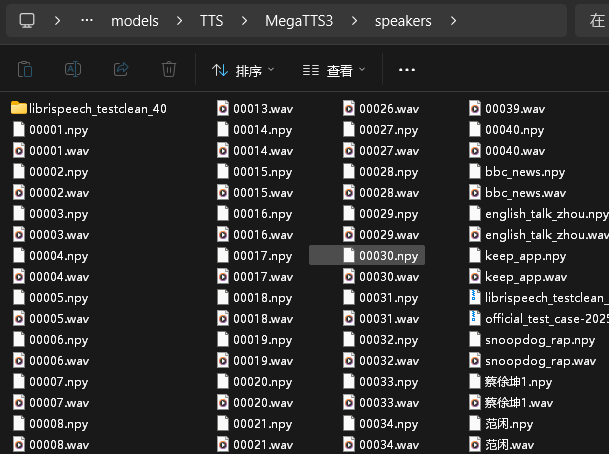 … models > TTS > MegaTTS3 > speakers > 在
排序 查看 …
librispeech_testclean_40
00001.npy
00001.wav
00002.npy
00002.wav
00003.npy
00003.wav
00004.npy
00004.wav
00005.npy
00005.wav
00006.npy
00006.wav
00007.npy
00007.wav
00008.npy
00008.wav
00013.wav
00014.npy
00014.wav
00015.npy
00015.wav
00016.npy
00016.wav
00017.npy
00017.wav
00018.npy
00018.wav
00019.npy
00019.wav
00020.npy
00020.wav
00021.npy
00021.wav
00026.wav
00027.npy
00027.wav
00028.npy
00028.wav
00029.npy
00029.wav
00030.npy
00030.wav
00031.npy
00031.wav
00032.npy
00032.wav
00033.npy
00033.wav
00034.npy
00034.wav
00039.wav
00040.npy
00040.wav
bbc_news.npy
bbc_news.wav
english_talk_zhou.npy
english_talk_zhou.wav
keep_app.npy
keep_app.wav
librispeech_testclean_
official_test_case-2025
snoopdog_rap.npy
snoopdog_rap.wav
蔡徐坤1.npy
蔡徐坤1.wav
范闲.npy
范闲.wav